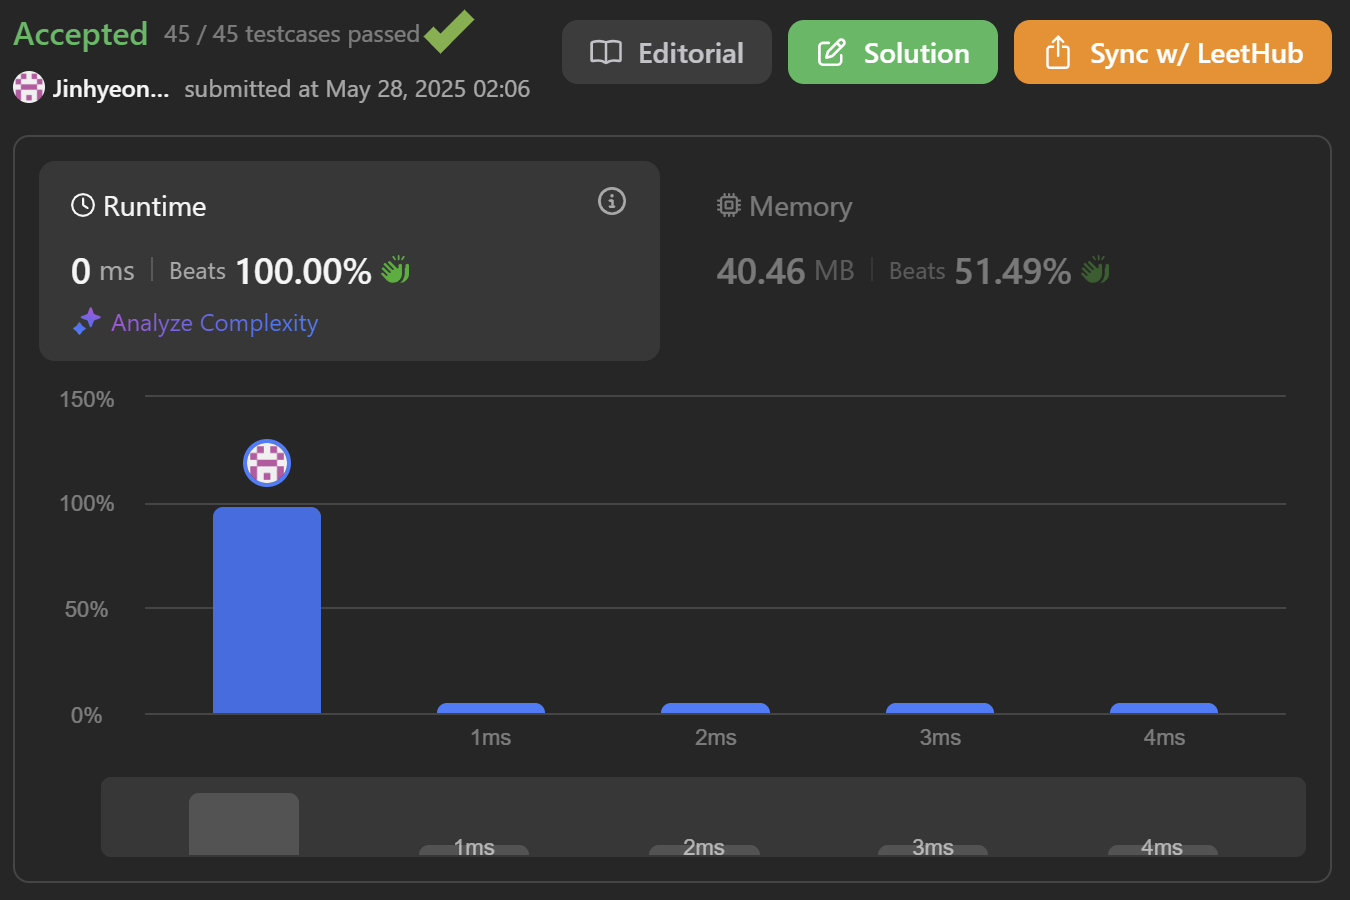 Accepted 45 / 45 testcases passed
Jinhyeon... submitted at May 28, 2025 02:06
Editorial
Solution
Sync w/ LeetHub
Runtime
0 ms Beats 100.00%
Analyze Complexity
Memory
40.46 MB Beats 51.49%
150%
100%
50%
0%
1ms 2ms 3ms 4ms
1ms 2ms 3ms 4ms